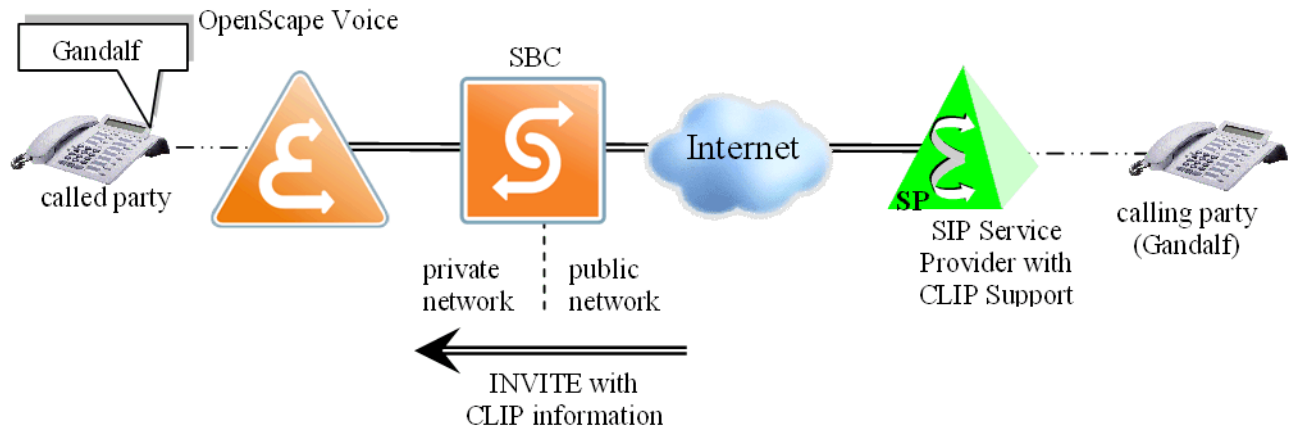 OpenScape Voice
Gandalf
SBC
Internet
SP
called party
calling party
(Gandalf)
SIP Service
Provider with
CLIP Support
private
network
public
network
INVITE with
CLIP information